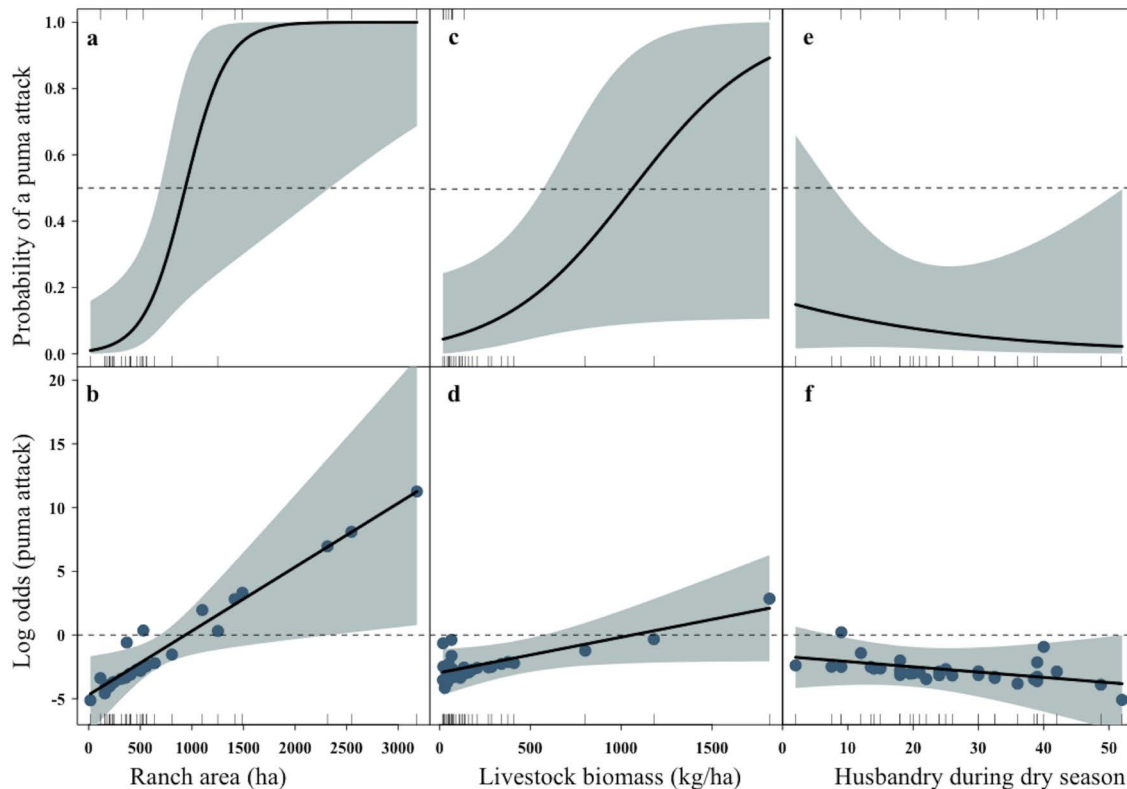 a
c
e
Probability of a puma attack
1.0
0.8
0.6
0.4
0.2
0.0
b
d
f
Log odds (puma attack)
20
15
10
5
0
-5
0 500 1000 1500 2000 2500 3000
0 500 1000 1500
0 10 20 30 40 50
Ranch area (ha)
Livestock biomass (kg/ha)
Husbandry during dry season